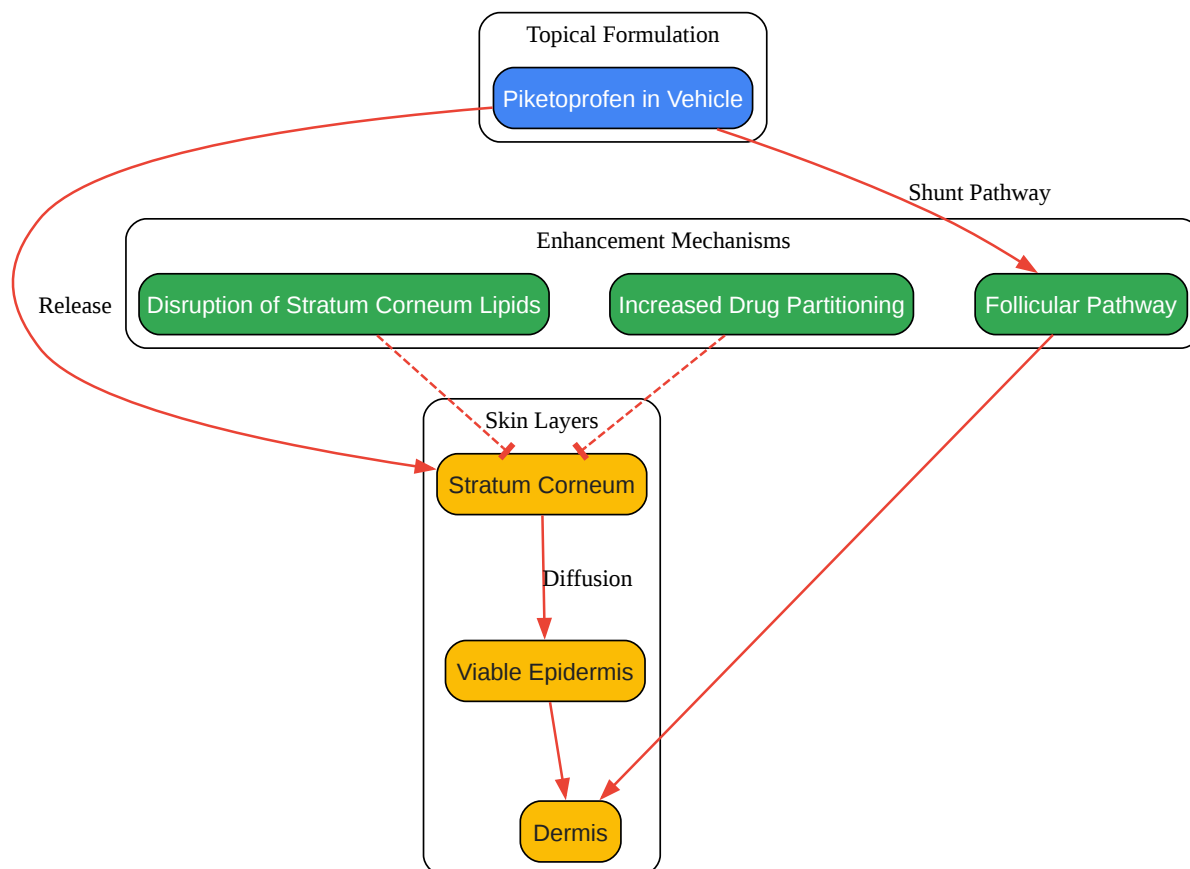 Topical Formulation
Piketoprofen in Vehicle
Shunt Pathway
Enhancement Mechanisms
Release
Disruption of Stratum Corneum Lipids
Increased Drug Partitioning
Follicular Pathway
Skin Layers
Stratum Corneum
Diffusion
Viable Epidermis
Dermis